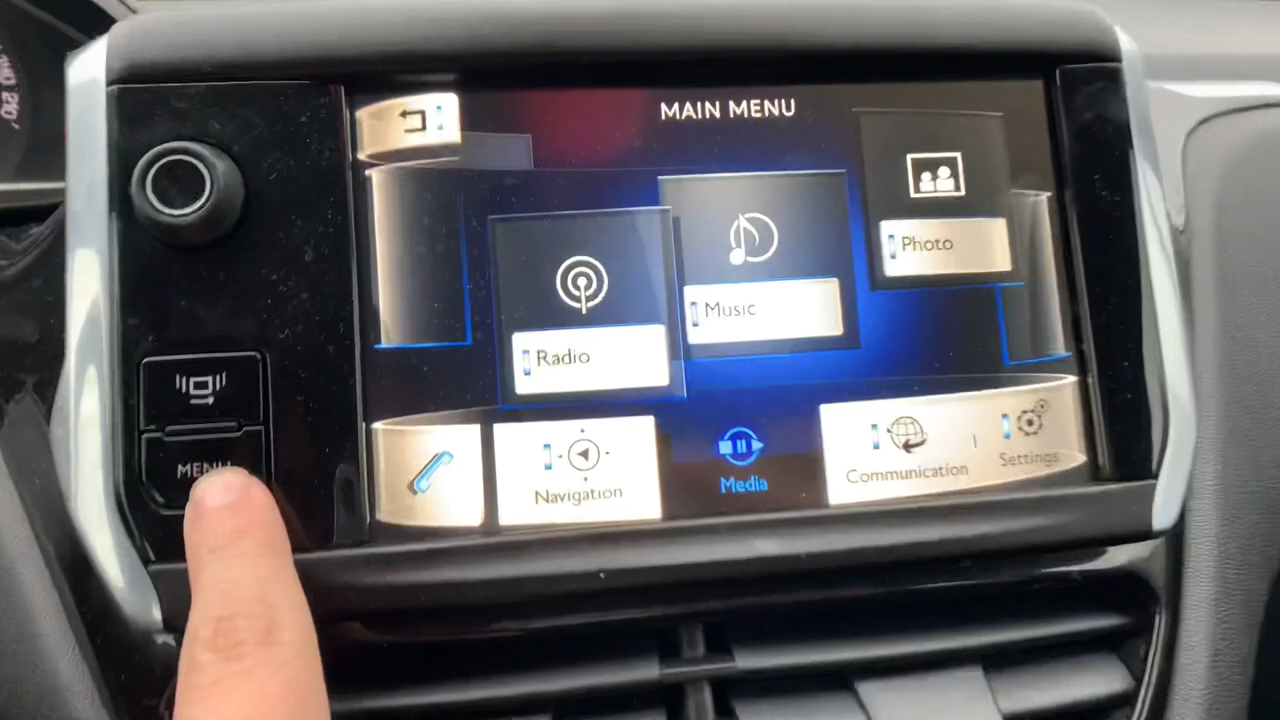 MAIN MENU
Photo
Music
Radio
MENU
Navigation
Media
Communication
Settings